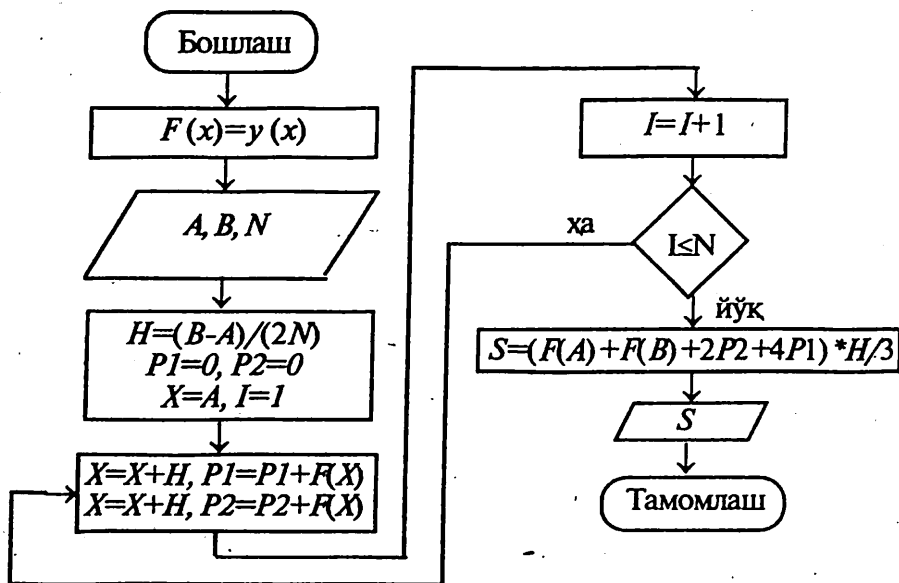 Бошлаш
F (x)=y (x)
A, B, N
H=(B-A)/(2N)
P1=0, P2=0
X=A, I=1
X=X+H, P1=P1+F(X)
X=X+H, P2=P2+F(X)
I=I+1
I≤N
ҳа
йўқ
S=(F(A)+F(B)+2P2+4P1) *H/3
S
Тамомлаш